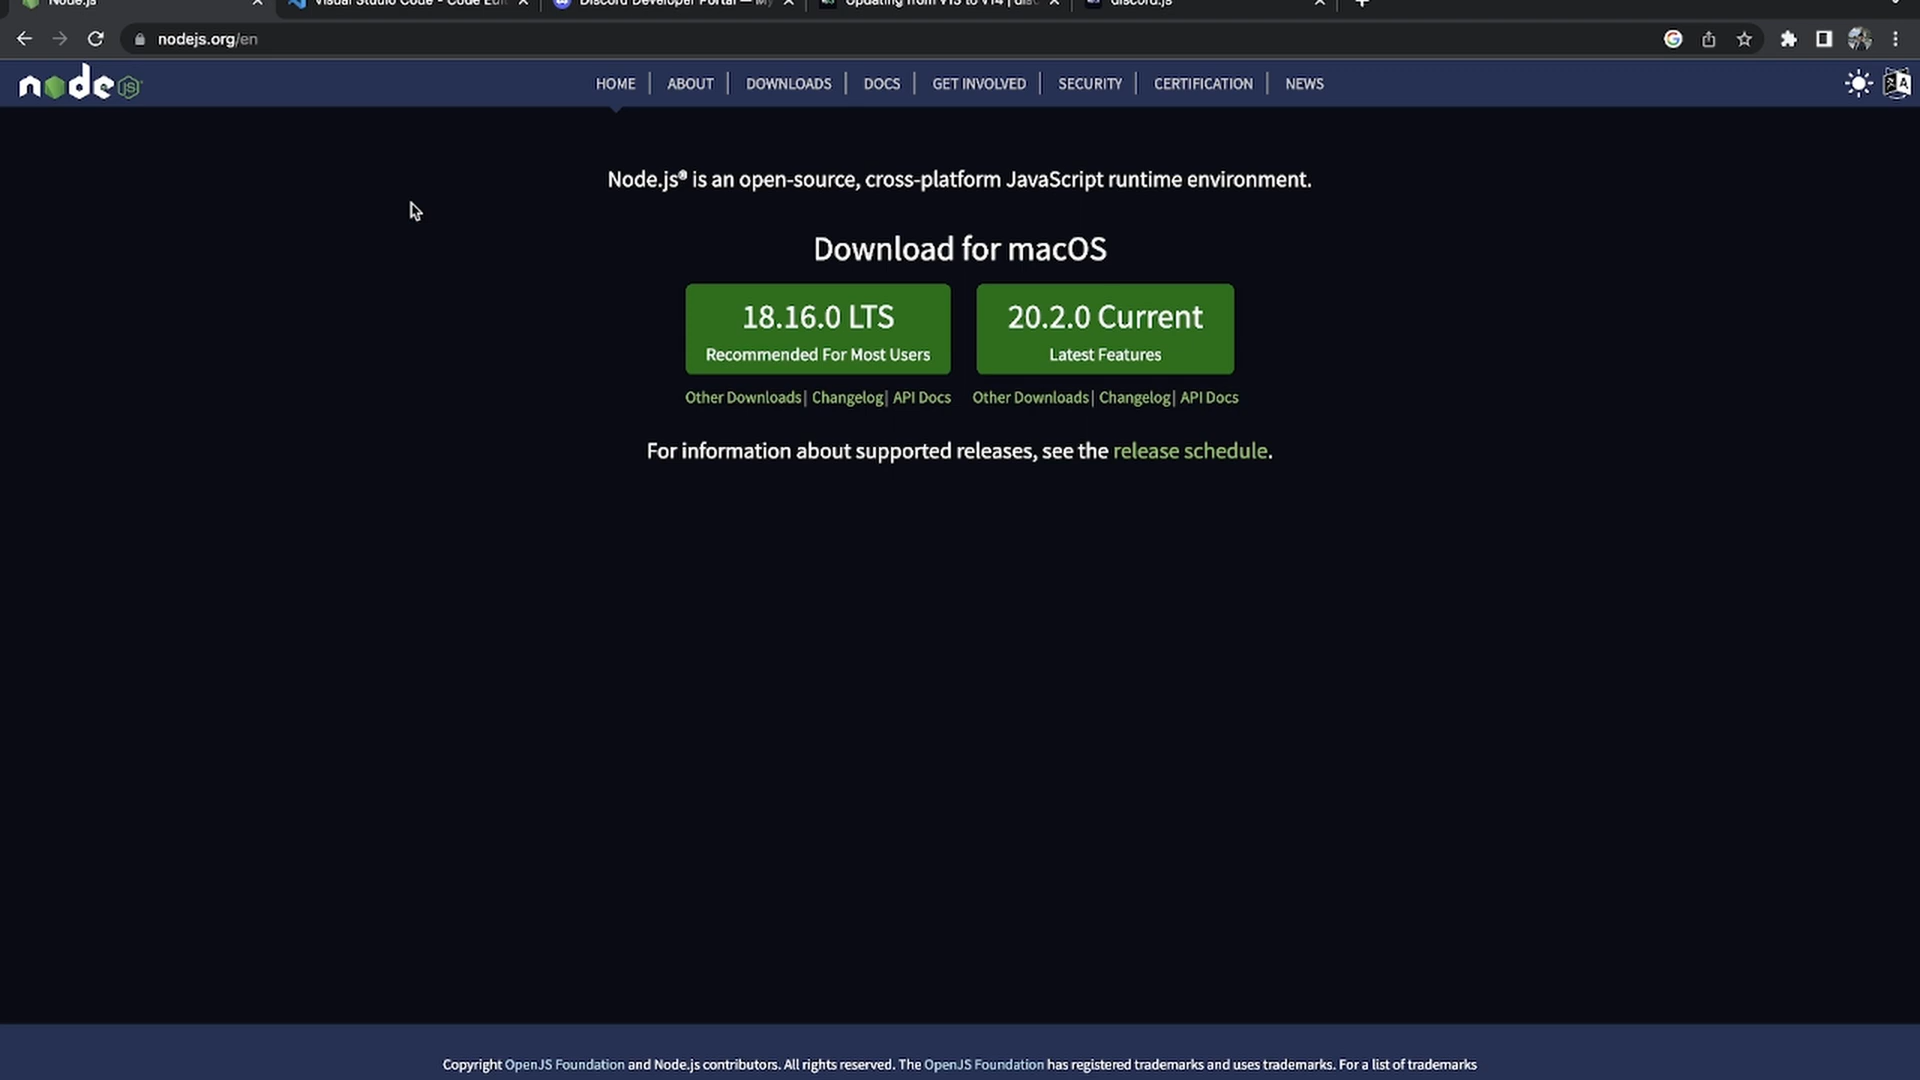 Node.js Visual Studio Code - Code Edi Discord Developer Portal — My Updating from v13 to v14 | disc discord.js
nodejs.org/en
node JS HOME ABOUT DOWNLOADS DOCS GET INVOLVED SECURITY CERTIFICATION NEWS
Node.js® is an open-source, cross-platform JavaScript runtime environment.
Download for macOS
18.16.0 LTS 20.2.0 Current
Recommended For Most Users Latest Features
Other Downloads | Changelog | API Docs Other Downloads | Changelog | API Docs
For information about supported releases, see the release schedule.
Copyright OpenJS Foundation and Node.js contributors. All rights reserved. The OpenJS Foundation has registered trademarks and uses trademarks. For a list of trademarks